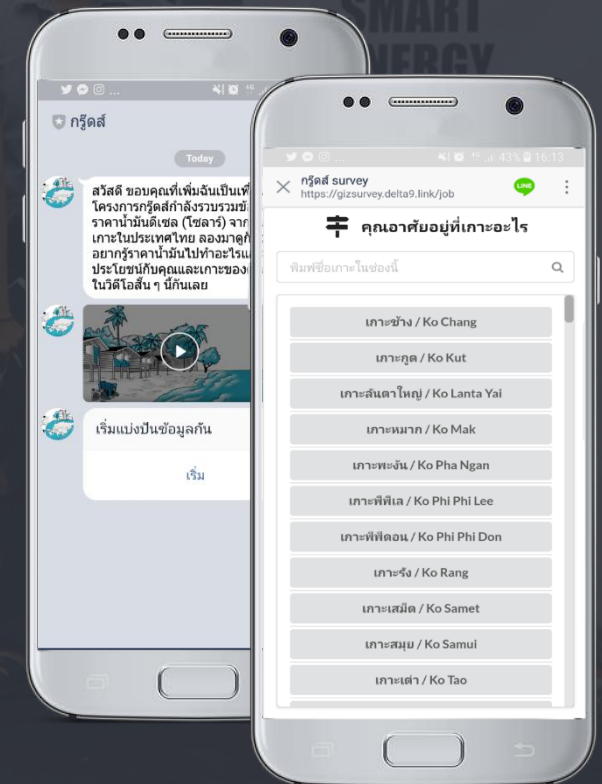 SMART
ENERGY
กรู๊ดส์
Today
สวัสดี ขอบคุณที่เพิ่มฉันเป็นเพื่
โครงการกรู๊ดส์กำลังรวบรวมข้
ราคาน้ำมันดีเซล (โซลาร์) จาก
เกาะในประเทศไทย ลองมาดูกั
อยากรู้ราคาน้ำมันไปทำอะไรแ
ประโยชน์กับคุณและเกาะของ
ในวิดีโอสั้น ๆ นี้กันเลย
เริ่มแบ่งปันข้อมูลกัน
เริ่ม
43% 16:13
กรู๊ดส์ survey
https://gizsurvey.delta9.link/job
LINE
คุณอาศัยอยู่ที่เกาะอะไร
พิมพ์ชื่อเกาะในช่องนี้
เกาะช้าง / Ko Chang
เกาะกูด / Ko Kut
เกาะลันตาใหญ่ / Ko Lanta Yai
เกาะหมาก / Ko Mak
เกาะพะงัน / Ko Pha Ngan
เกาะพีพีเล / Ko Phi Phi Lee
เกาะพีพีดอน / Ko Phi Phi Don
เกาะรัง / Ko Rang
เกาะเสม็ด / Ko Samet
เกาะสมุย / Ko Samui
เกาะเต่า / Ko Tao